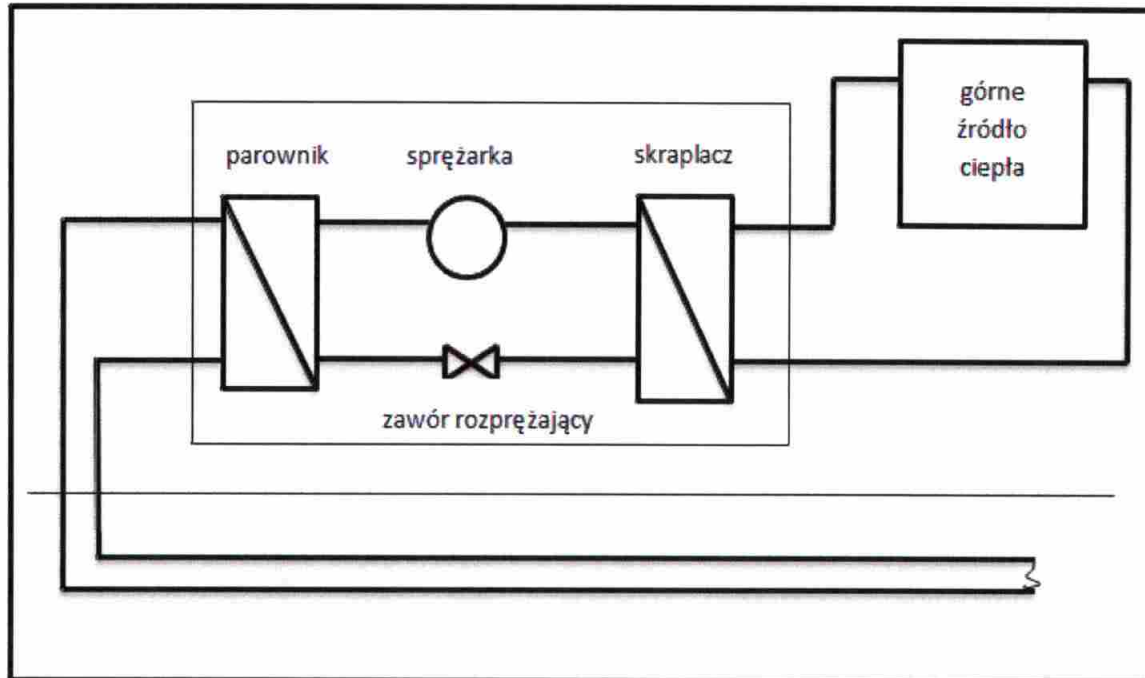 górne
źródło
ciepła
parownik
sprężarka
skraplacz
zawór rozprężający